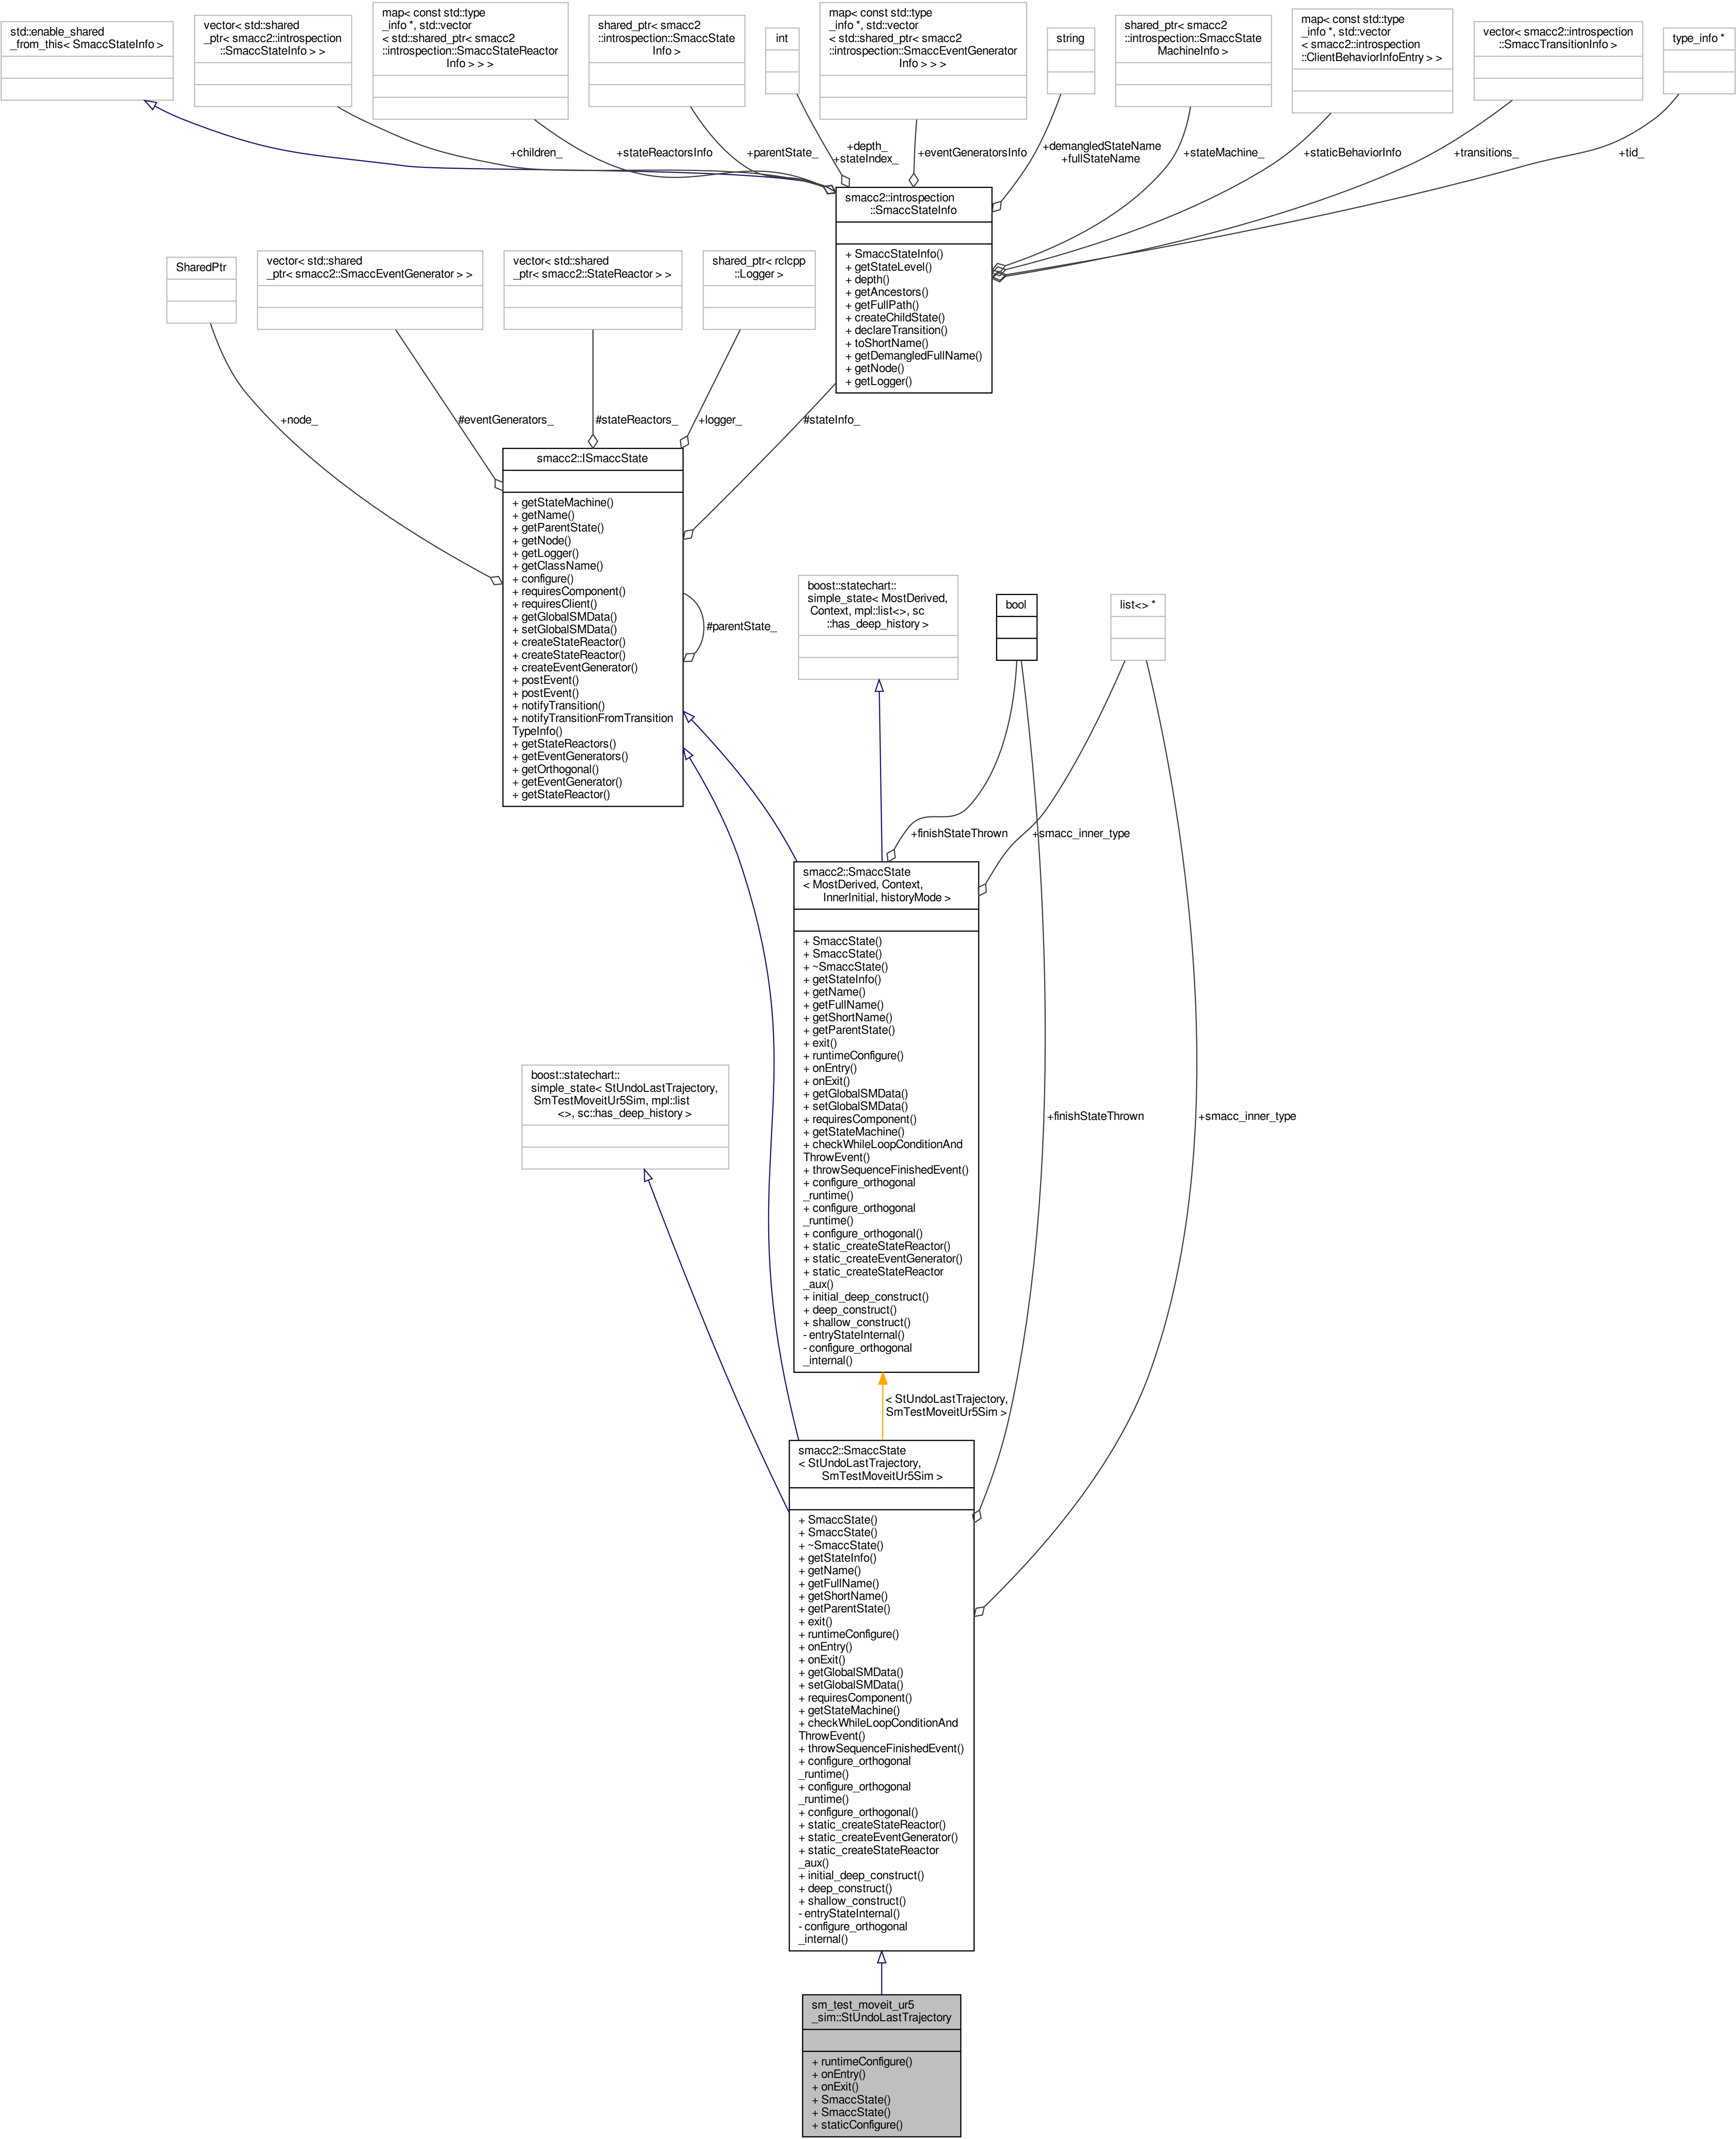 std::enable_shared
_from_this< SmaccStateInfo >
vector< std::shared
_ptr< smacc2::introspection
::SmaccStateInfo > >
map< const std::type
_info *, std::vector
< std::shared_ptr< smacc2
::introspection::SmaccStateReactor
Info > > >
shared_ptr< smacc2
::introspection::SmaccState
Info >
int
map< const std::type
_info *, std::vector
< std::shared_ptr< smacc2
::introspection::SmaccEventGenerator
Info > > >
string
shared_ptr< smacc2
::introspection::SmaccState
MachineInfo >
map< const std::type
_info *, std::vector
< smacc2::introspection
::ClientBehaviorInfoEntry > >
vector< smacc2::introspection
::SmaccTransitionInfo >
type_info *
+children_
+stateReactorsInfo
+parentState_
+depth_
+stateIndex_
+eventGeneratorsInfo
+demangledStateName
+fullStateName
+stateMachine_
+staticBehaviorInfo
+transitions_
+tid_
smacc2::introspection
::SmaccStateInfo
+ SmaccStateInfo()
+ getStateLevel()
+ depth()
+ getAncestors()
+ getFullPath()
+ createChildState()
+ declareTransition()
+ toShortName()
+ getDemangledFullName()
+ getNode()
+ getLogger()
SharedPtr
vector< std::shared
_ptr< smacc2::SmaccEventGenerator > >
vector< std::shared
_ptr< smacc2::StateReactor > >
shared_ptr< rclcpp
::Logger >
+node_
#eventGenerators_
#stateReactors_
+logger_
#stateInfo_
smacc2::ISmaccState
+ getStateMachine()
+ getName()
+ getParentState()
+ getNode()
+ getLogger()
+ getClassName()
+ configure()
+ requiresComponent()
+ requiresClient()
+ getGlobalSMData()
+ setGlobalSMData()
+ createStateReactor()
+ createStateReactor()
+ createEventGenerator()
+ postEvent()
+ postEvent()
+ notifyTransition()
+ notifyTransitionFromTransition
TypeInfo()
+ getStateReactors()
+ getEventGenerators()
+ getOrthogonal()
+ getEventGenerator()
+ getStateReactor()
#parentState_
boost::statechart::
simple_state< MostDerived,
Context, mpl::list<>, sc
::has_deep_history >
bool
list<> *
+finishStateThrown
+smacc_inner_type
smacc2::SmaccState
< MostDerived, Context,
InnerInitial, historyMode >
+ SmaccState()
+ SmaccState()
+ ~SmaccState()
+ getStateInfo()
+ getName()
+ getFullName()
+ getShortName()
+ getParentState()
+ exit()
+ runtimeConfigure()
+ onEntry()
+ onExit()
+ getGlobalSMData()
+ setGlobalSMData()
+ requiresComponent()
+ getStateMachine()
+ checkWhileLoopConditionAnd
ThrowEvent()
+ throwSequenceFinishedEvent()
+ configure_orthogonal
_runtime()
+ configure_orthogonal
_runtime()
+ configure_orthogonal()
+ static_createStateReactor()
+ static_createEventGenerator()
+ static_createStateReactor
_aux()
+ initial_deep_construct()
+ deep_construct()
+ shallow_construct()
- entryStateInternal()
- configure_orthogonal
_internal()
boost::statechart::
simple_state< StUndoLastTrajectory,
SmTestMoveitUr5Sim, mpl::list
<>, sc::has_deep_history >
+finishStateThrown
+smacc_inner_type
< StUndoLastTrajectory,
SmTestMoveitUr5Sim >
smacc2::SmaccState
< StUndoLastTrajectory,
SmTestMoveitUr5Sim >
+ SmaccState()
+ SmaccState()
+ ~SmaccState()
+ getStateInfo()
+ getName()
+ getFullName()
+ getShortName()
+ getParentState()
+ exit()
+ runtimeConfigure()
+ onEntry()
+ onExit()
+ getGlobalSMData()
+ setGlobalSMData()
+ requiresComponent()
+ getStateMachine()
+ checkWhileLoopConditionAnd
ThrowEvent()
+ throwSequenceFinishedEvent()
+ configure_orthogonal
_runtime()
+ configure_orthogonal
_runtime()
+ configure_orthogonal()
+ static_createStateReactor()
+ static_createEventGenerator()
+ static_createStateReactor
_aux()
+ initial_deep_construct()
+ deep_construct()
+ shallow_construct()
- entryStateInternal()
- configure_orthogonal
_internal()
sm_test_moveit_ur5
_sim::StUndoLastTrajectory
+ runtimeConfigure()
+ onEntry()
+ onExit()
+ SmaccState()
+ SmaccState()
+ staticConfigure()